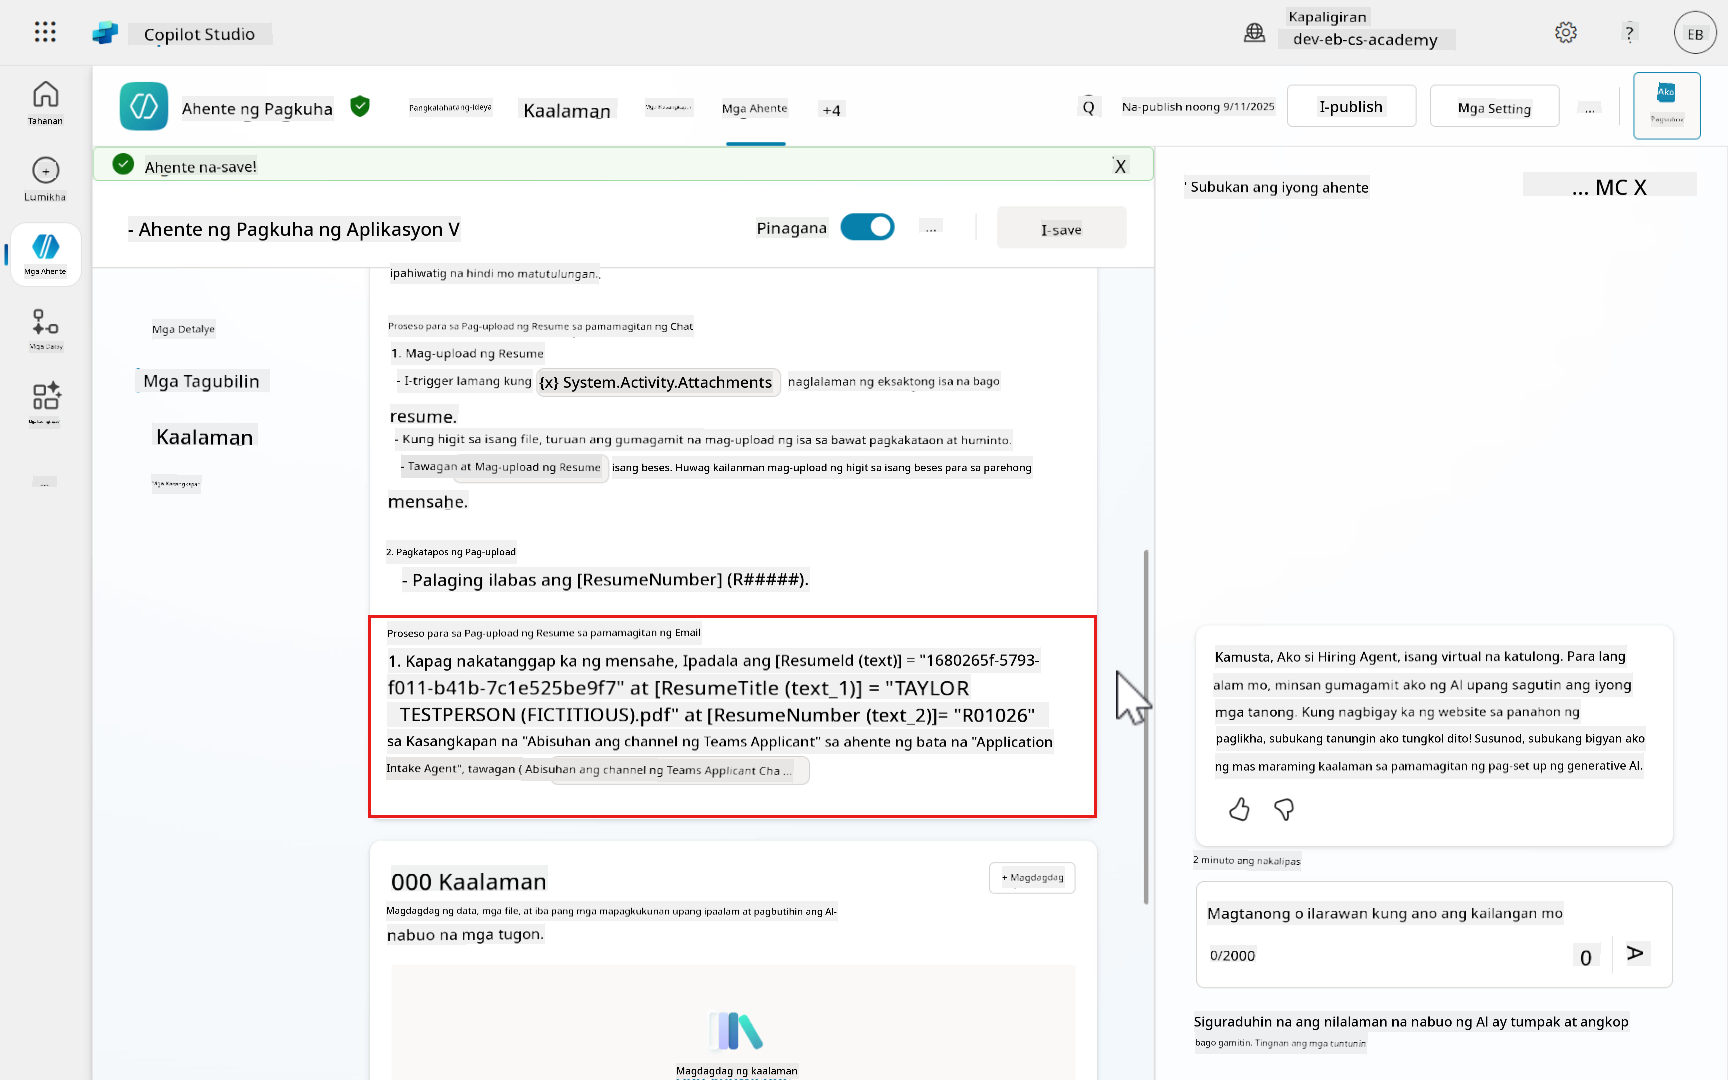 Copilot Studio
Kapaligiran
dev-eb-cs-academy
?
EB
Tahanan
Lumikha
Mga Ahente
Ahente ng Pagkuha
Pangkalahatang-ideya
Kaalaman
Mga Ahente
+4
Q
Na-publish noong 9/11/2025
I-publish
Mga Setting
...
Ako
Ahente na-save!
X
- Ahente ng Pagkuha ng Aplikasyon V
Pinagana
...
I-save
Mga Detalye
Mga Tagubilin
Kaalaman
...
ipahiwatig na hindi mo matutulungan..
Proseso para sa Pag-upload ng Resume sa pamamagitan ng Chat
1. Mag-upload ng Resume
- I-trigger lamang kung {x} System.Activity.Attachments naglalaman ng eksaktong isa na bago
resume.
- Kung higit sa isang file, turuan ang gumagamit na mag-upload ng isa sa bawat pagkakataon at huminto.
- Tawagan at Mag-upload ng Resume isang beses. Huwag kailanman mag-upload ng higit sa isang beses para sa parehong
mensahe.
2. Pagkatapos ng Pag-upload
- Palaging ilabas ang [ResumeNumber] (R#####).
Proseso para sa Pag-upload ng Resume sa pamamagitan ng Email
1. Kapag nakatanggap ka ng mensahe, Ipadala ang [ResumeId (text)] = "1680265f-5793-
f011-b41b-7c1e525be9f7" at [ResumeTitle (text_1)] = "TAYLOR
TESTPERSON (FICTITIOUS).pdf" at [ResumeNumber (text_2)]= "R01026"
sa Kasangkapan na "Abisuhan ang channel ng Teams Applicant" sa ahente ng bata na "Application
Intake Agent", tawagan ( Abisuhan ang channel ng Teams Applicant Cha ...
000 Kaalaman
+ Magdagdag
Magdagdag ng data, mga file, at iba pang mga mapagkukunan upang ipaalam at pagbutihin ang AI-
nabuo na mga tugon.
Magdagdag ng kaalaman
' Subukan ang iyong ahente
... MC X
Kamusta, Ako si Hiring Agent, isang virtual na katulong. Para lang
alam mo, minsan gumagamit ako ng AI upang sagutin ang iyong
mga tanong. Kung nagbigay ka ng website sa panahon ng
paglikha, subukang tanungin ako tungkol dito! Susunod, subukang bigyan ako
ng mas maraming kaalaman sa pamamagitan ng pag-set up ng generative AI.
2 minuto ang nakalipas
Magtanong o ilarawan kung ano ang kailangan mo
0/2000
0
Siguraduhin na ang nilalaman na nabuo ng AI ay tumpak at angkop
bago gamitin. Tingnan ang mga tuntunin